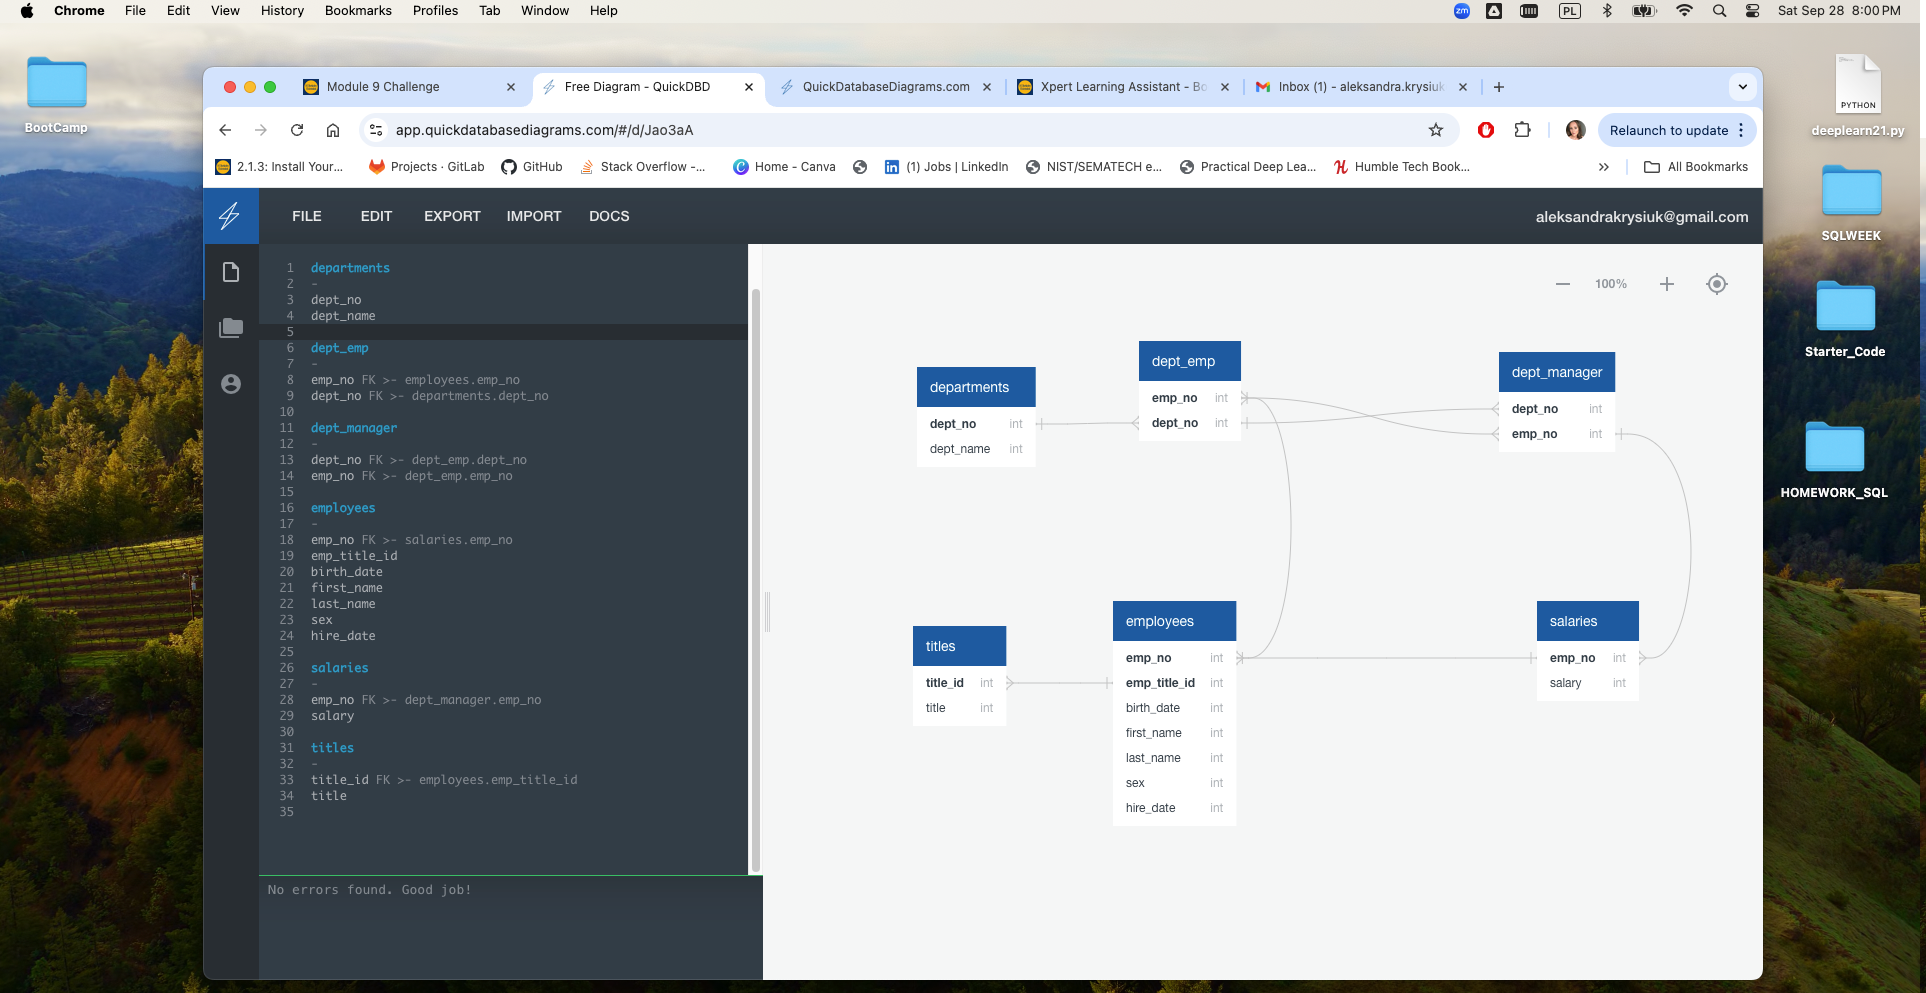 Chrome File Edit View History Bookmarks Profiles Tab Window Help
zm PL Sat Sep 28 8:00 PM
BootCamp
PYTHON
deeplearn21.py
SQLWEEK
Starter_Code
HOMEWORK_SQL
Module 9 Challenge
Free Diagram - QuickDBD
QuickDatabaseDiagrams.com
Xpert Learning Assistant - Bo
Inbox (1) - aleksandra.krysiuk
app.quickdatabasediagrams.com/#/d/Jao3aA
Relaunch to update
2.1.3: Install Your...
Projects · GitLab
GitHub
Stack Overflow -...
Home - Canva
(1) Jobs | LinkedIn
NIST/SEMATECH e...
Practical Deep Lea...
Humble Tech Book...
All Bookmarks
FILE EDIT EXPORT IMPORT DOCS
aleksandrakrysiuk@gmail.com
1 departments
2 -
3 dept_no
4 dept_name
5
6 dept_emp
7 -
8 emp_no FK >- employees.emp_no
9 dept_no FK >- departments.dept_no
10
11 dept_manager
12 -
13 dept_no FK >- dept_emp.dept_no
14 emp_no FK >- dept_emp.emp_no
15
16 employees
17 -
18 emp_no FK >- salaries.emp_no
19 emp_title_id
20 birth_date
21 first_name
22 last_name
23 sex
24 hire_date
25
26 salaries
27 -
28 emp_no FK >- dept_manager.emp_no
29 salary
30
31 titles
32 -
33 title_id FK >- employees.emp_title_id
34 title
35
No errors found. Good job!
100%
departments
dept_no int
dept_name int
dept_emp
emp_no int
dept_no int
dept_manager
dept_no int
emp_no int
titles
title_id int
title int
employees
emp_no int
emp_title_id int
birth_date int
first_name int
last_name int
sex int
hire_date int
salaries
emp_no int
salary int